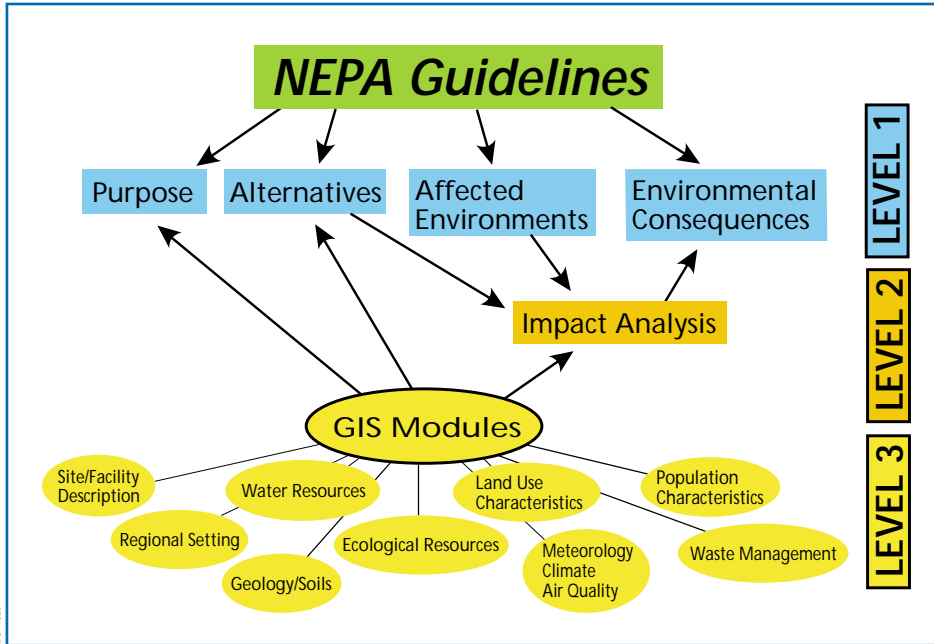 NEPA Guidelines
Purpose
Alternatives
Affected
Environments
Environmental
Consequences
LEVEL 1
Impact Analysis
LEVEL 2
GIS Modules
LEVEL 3
Site/Facility
Description
Water Resources
Land Use
Characteristics
Population
Characteristics
Regional Setting
Ecological Resources
Geology/Soils
Meteorology
Climate
Air Quality
Waste Management